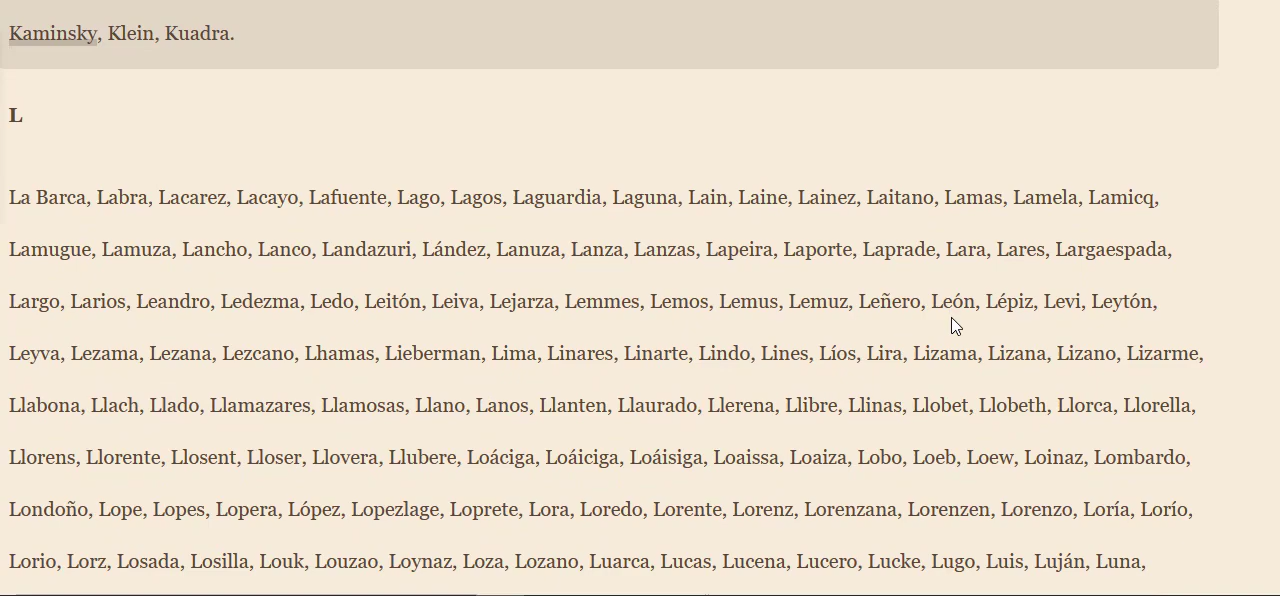 Kaminsky, Klein, Kuadra.
L
La Barca, Labra, Lacarez, Lacayo, Lafuente, Lago, Lagos, Laguardia, Laguna, Lain, Laine, Lainez, Laitano, Lamas, Lamela, Lamicq,
Lamugue, Lamuza, Lancho, Lanco, Landazuri, Lández, Lanuza, Lanza, Lanzas, Lapeira, Laporte, Laprade, Lara, Lares, Largaespada,
Largo, Larios, Leandro, Ledezma, Ledo, Leitón, Leiva, Lejarza, Lemmes, Lemos, Lemus, Lemuz, Leñero, León, Lépiz, Levi, Leytón,
Leyva, Lezama, Lezana, Lezcano, Lhamas, Lieberman, Lima, Linares, Linarte, Lindo, Lines, Líos, Lira, Lizama, Lizana, Lizano, Lizarme,
Llabona, Llach, Llado, Llamazares, Llamosas, Llano, Lanos, Llanten, Llaurado, Llerena, Llibre, Llinas, Llobet, Llobeth, Llorca, Llorella,
Llorens, Llorente, Llosent, Lloser, Llovera, Llubere, Loáciga, Loáiciga, Loáisiga, Loaissa, Loaiza, Lobo, Loeb, Loew, Loinaz, Lombardo,
Londoño, Lope, Lopes, Lopera, López, Lopezlage, Loprete, Lora, Loredo, Lorente, Lorenz, Lorenzana, Lorenzen, Lorenzo, Loría, Lorío,
Lorio, Lorz, Losada, Losilla, Louk, Louzao, Loynaz, Loza, Lozano, Luarca, Lucas, Lucena, Lucero, Lucke, Lugo, Luis, Luján, Luna,